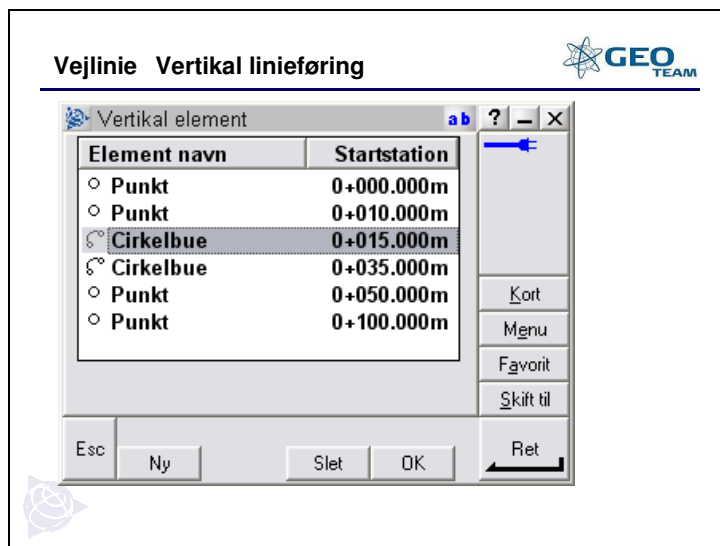 Vejlinie Vertikal linieføring
GEO
TEAM
Vertikal element
ab ? – ×
Element navn Startstation
Punkt 0+000.000m
Punkt 0+010.000m
Cirkelbue 0+015.000m
Cirkelbue 0+035.000m
Punkt 0+050.000m
Punkt 0+100.000m
Kort
Menu
Favorit
Skift til
Esc Ny Slet OK Ret